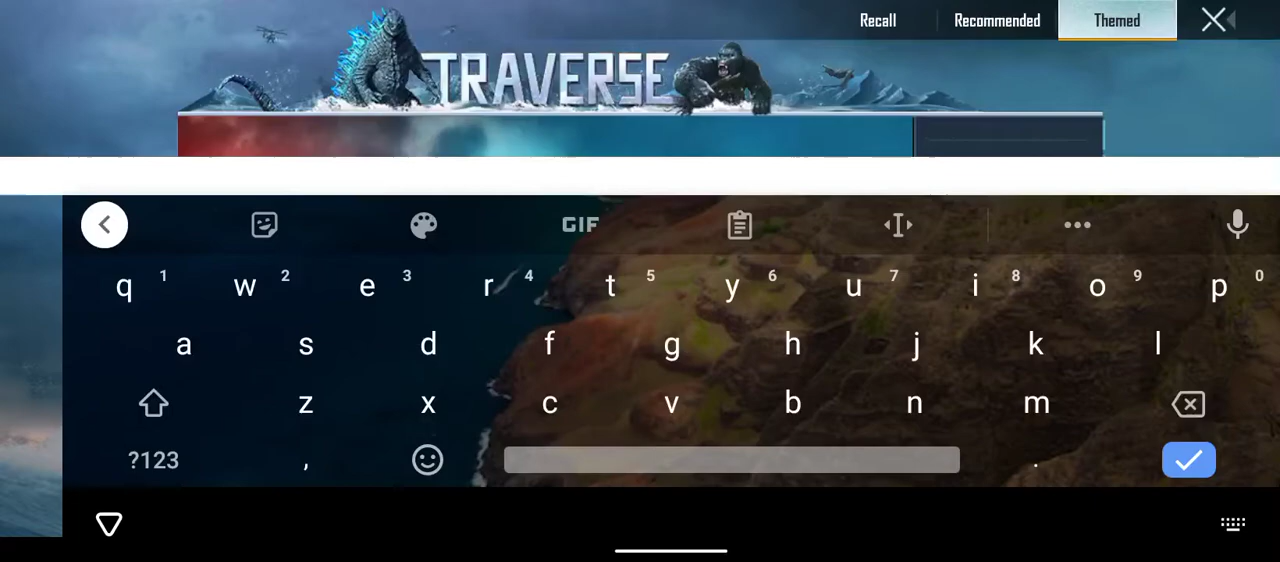 Recall Recommended Themed
TRAVERSE
GIF
q 1 w 2 e 3 r 4 t 5 y 6 u 7 i 8 o 9 p 0
a s d f g h j k l
z x c v b n m
?123 , .